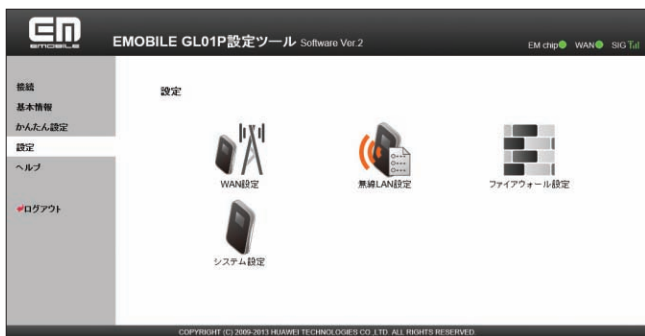 EM
EMOBILE
EMOBILE GL01P設定ツール Software Ver.2
EM chip WAN SIG
接続
基本情報
かんたん設定
設定
ヘルプ
ログアウト
設定
WAN設定
無線LAN設定
ファイアウォール設定
システム設定
COPYRIGHT (C) 2009-2013 HUAWEI TECHNOLOGIES CO.,LTD. ALL RIGHTS RESERVED.